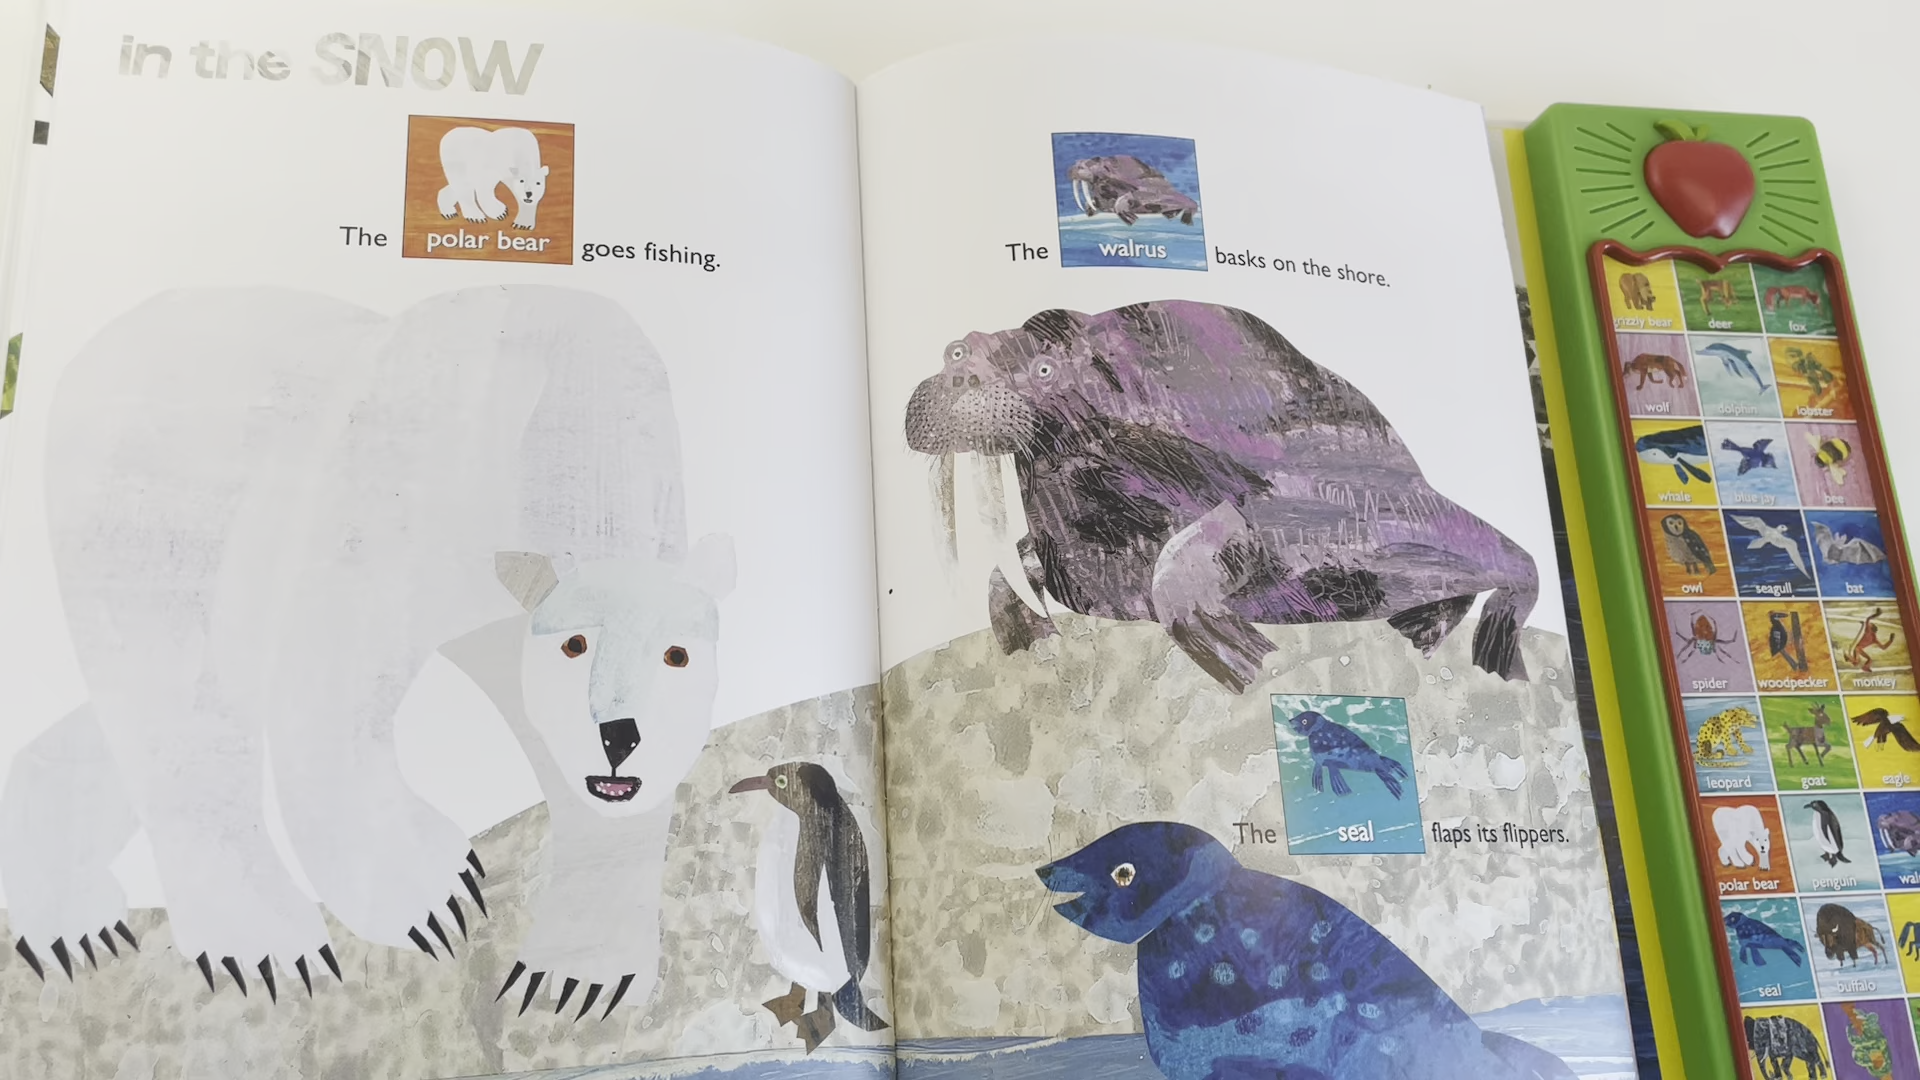 in the SNOW
The polar bear goes fishing.
The walrus basks on the shore.
The seal flaps its flippers.
grizzly bear deer fox
wolf dolphin lobster
whale blue jay bee
owl seagull bat
spider woodpecker monkey
leopard goat eagle
polar bear penguin wal
seal buffalo